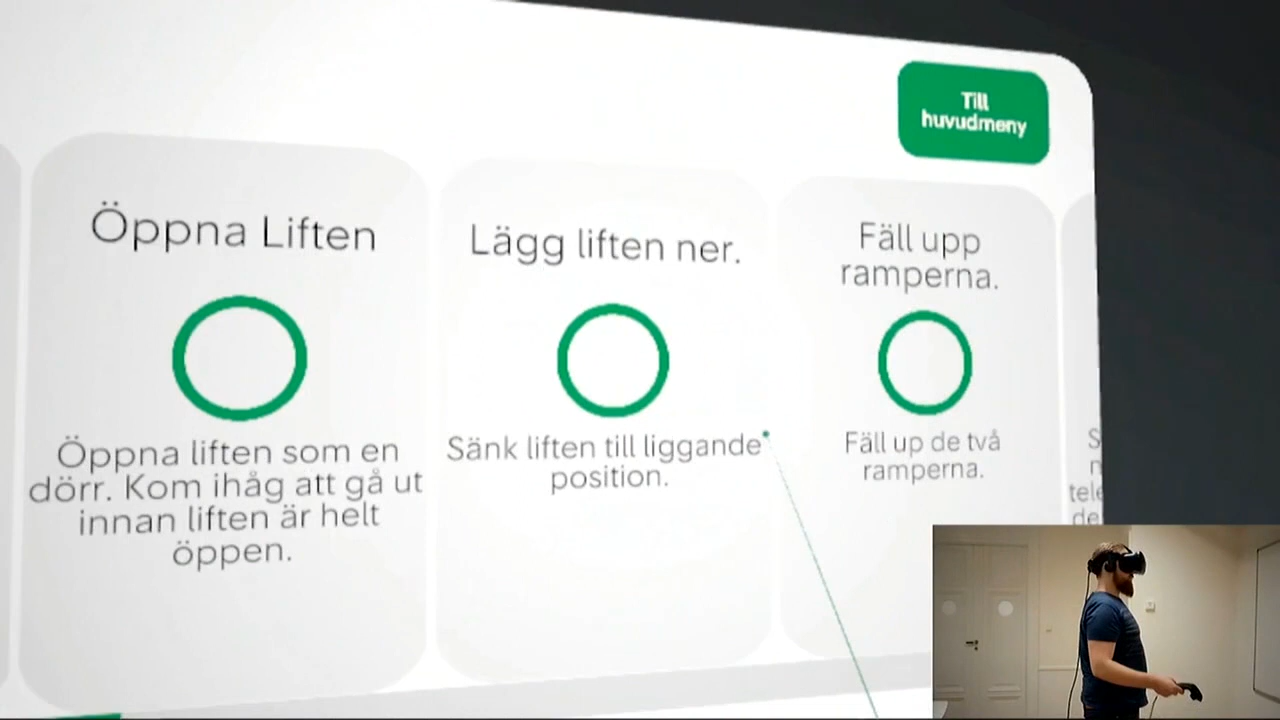 Till
huvudmeny
Öppna Liften
Öppna liften som en
dörr. Kom ihåg att gå ut
innan liften är helt
öppen.
Lägg liften ner.
Sänk liften till liggande
position.
Fäll upp
ramperna.
Fäll up de två
ramperna.